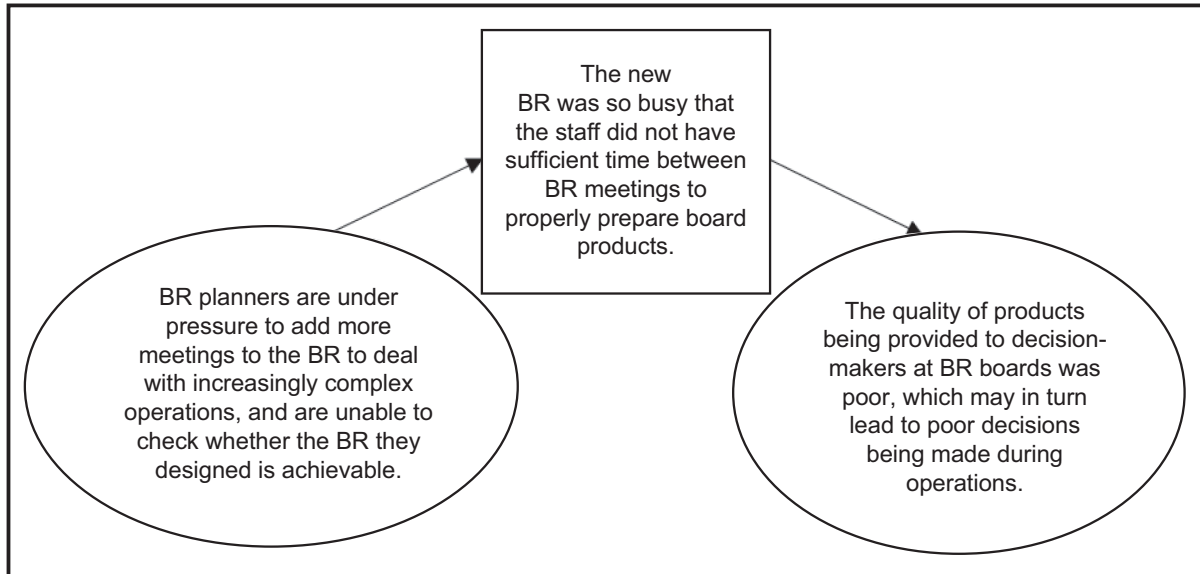 BR planners are under
pressure to add more
meetings to the BR to deal
with increasingly complex
operations, and are unable to
check whether the BR they
designed is achievable.
The new
BR was so busy that
the staff did not have
sufficient time between
BR meetings to
properly prepare board
products.
The quality of products
being provided to decision-
makers at BR boards was
poor, which may in turn
lead to poor decisions
being made during
operations.